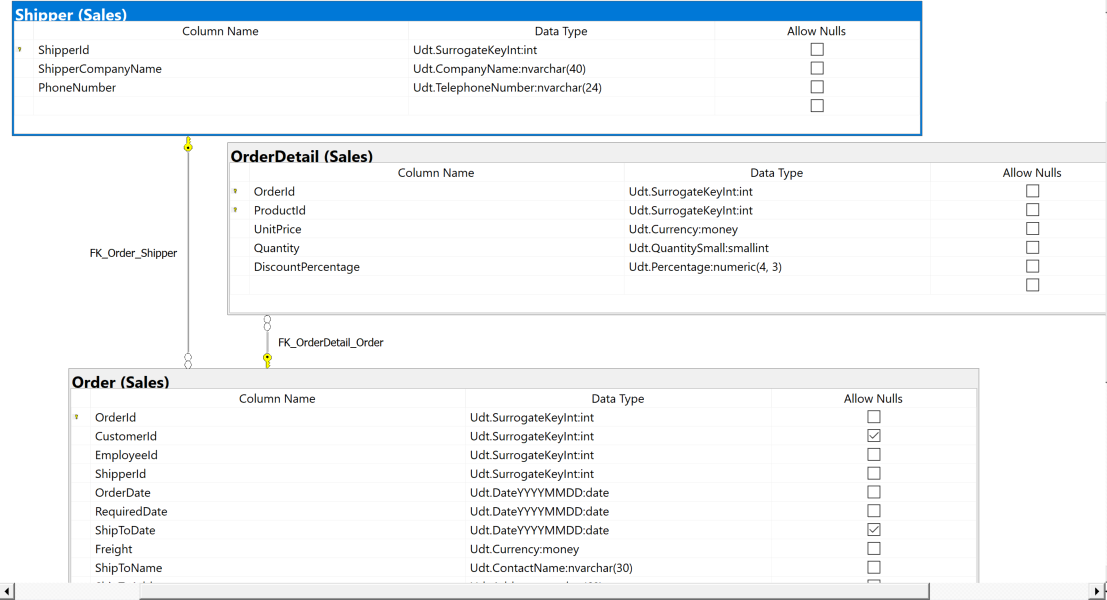 Shipper (Sales)
Column Name Data Type Allow Nulls
ShipperId Udt.SurrogateKeyInt:int
ShipperCompanyName Udt.CompanyName:nvarchar(40)
PhoneNumber Udt.TelephoneNumber:nvarchar(24)
OrderDetail (Sales)
Column Name Data Type Allow Nulls
OrderId Udt.SurrogateKeyInt:int
ProductId Udt.SurrogateKeyInt:int
UnitPrice Udt.Currency:money
Quantity Udt.QuantitySmall:smallint
DiscountPercentage Udt.Percentage:numeric(4, 3)
FK_Order_Shipper
FK_OrderDetail_Order
Order (Sales)
Column Name Data Type Allow Nulls
OrderId Udt.SurrogateKeyInt:int
CustomerId Udt.SurrogateKeyInt:int
EmployeeId Udt.SurrogateKeyInt:int
ShipperId Udt.SurrogateKeyInt:int
OrderDate Udt.DateYYYYMMDD:date
RequiredDate Udt.DateYYYYMMDD:date
ShipToDate Udt.DateYYYYMMDD:date
Freight Udt.Currency:money
ShipToName Udt.ContactName:nvarchar(30)